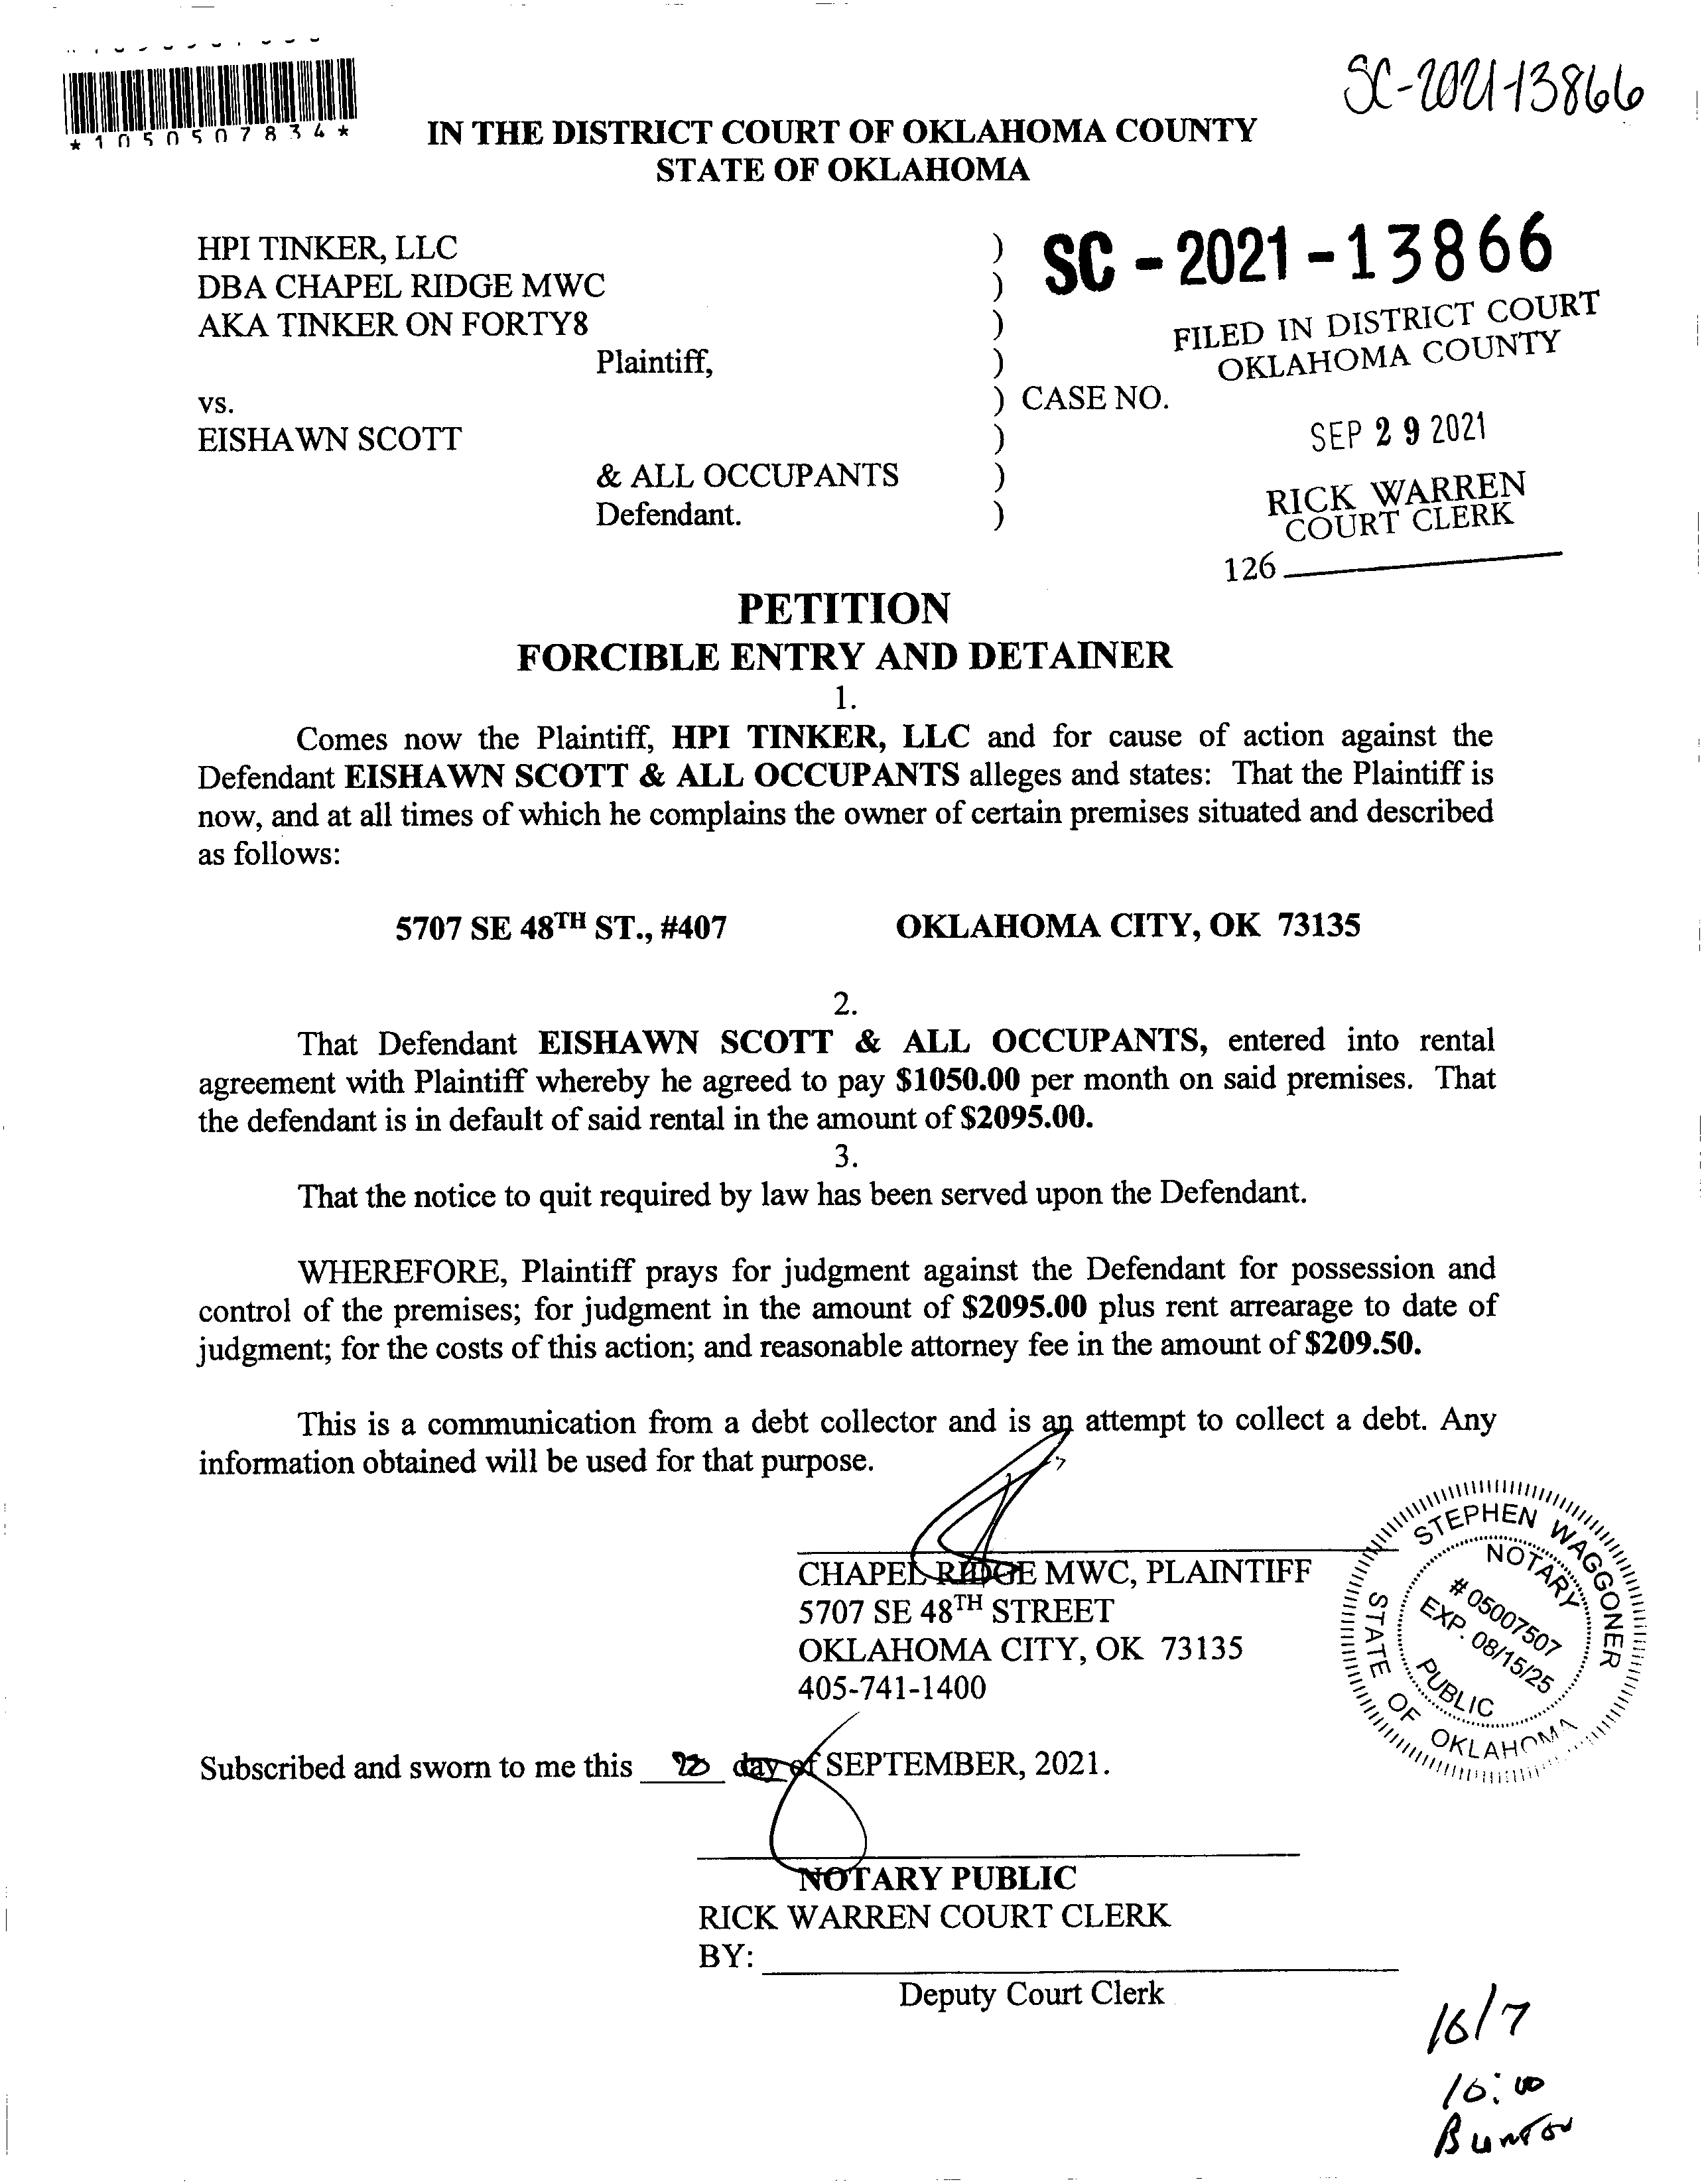 SC-2021-13866
*1050507834*
IN THE DISTRICT COURT OF OKLAHOMA COUNTY
STATE OF OKLAHOMA
HPI TINKER, LLC )
DBA CHAPEL RIDGE MWC )
AKA TINKER ON FORTY8 )
Plaintiff, )
vs. ) CASE NO.
EISHAWN SCOTT )
& ALL OCCUPANTS )
Defendant. )
SC - 2021 - 13866
FILED IN DISTRICT COURT
OKLAHOMA COUNTY
SEP 29 2021
RICK WARREN
COURT CLERK
126
PETITION
FORCIBLE ENTRY AND DETAINER
1.
Comes now the Plaintiff, HPI TINKER, LLC and for cause of action against the
Defendant EISHAWN SCOTT & ALL OCCUPANTS alleges and states: That the Plaintiff is
now, and at all times of which he complains the owner of certain premises situated and described
as follows:
5707 SE 48TH ST., #407 OKLAHOMA CITY, OK 73135
2.
That Defendant EISHAWN SCOTT & ALL OCCUPANTS, entered into rental
agreement with Plaintiff whereby he agreed to pay $1050.00 per month on said premises. That
the defendant is in default of said rental in the amount of $2095.00.
3.
That the notice to quit required by law has been served upon the Defendant.
WHEREFORE, Plaintiff prays for judgment against the Defendant for possession and
control of the premises; for judgment in the amount of $2095.00 plus rent arrearage to date of
judgment; for the costs of this action; and reasonable attorney fee in the amount of $209.50.
This is a communication from a debt collector and is an attempt to collect a debt. Any
information obtained will be used for that purpose.
CHAPEL RIDGE MWC, PLAINTIFF
5707 SE 48TH STREET
OKLAHOMA CITY, OK 73135
405-741-1400
STEPHEN WAGGONER
NOTARY
# 05007507
EXP. 08/15/25
PUBLIC
STATE OF OKLAHOMA
Subscribed and sworn to me this day of SEPTEMBER, 2021.
NOTARY PUBLIC
RICK WARREN COURT CLERK
BY:
Deputy Court Clerk
10/7
10:00
Bunton